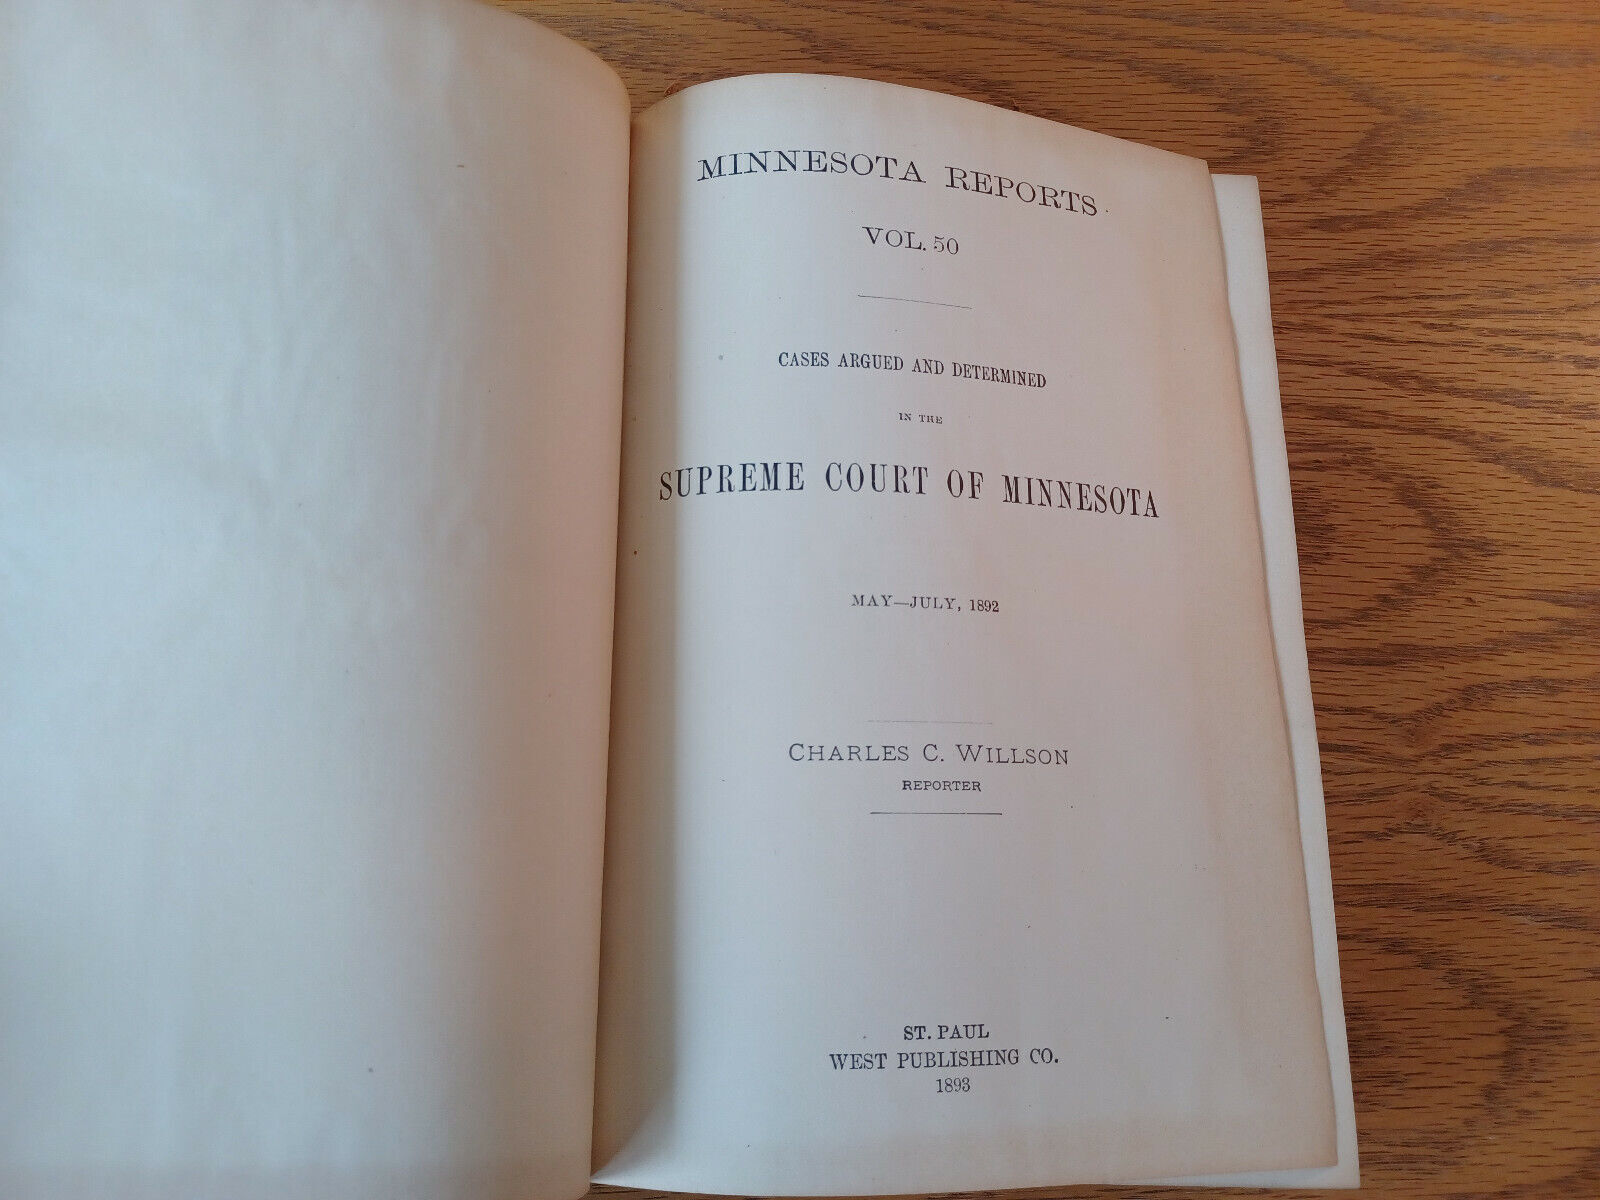 MINNESOTA REPORTS
VOL. 50
CASES ARGUED AND DETERMINED
IN THE
SUPREME COURT OF MINNESOTA
MAY—JULY, 1892
CHARLES C. WILLSON
REPORTER
ST. PAUL
WEST PUBLISHING CO.
1893